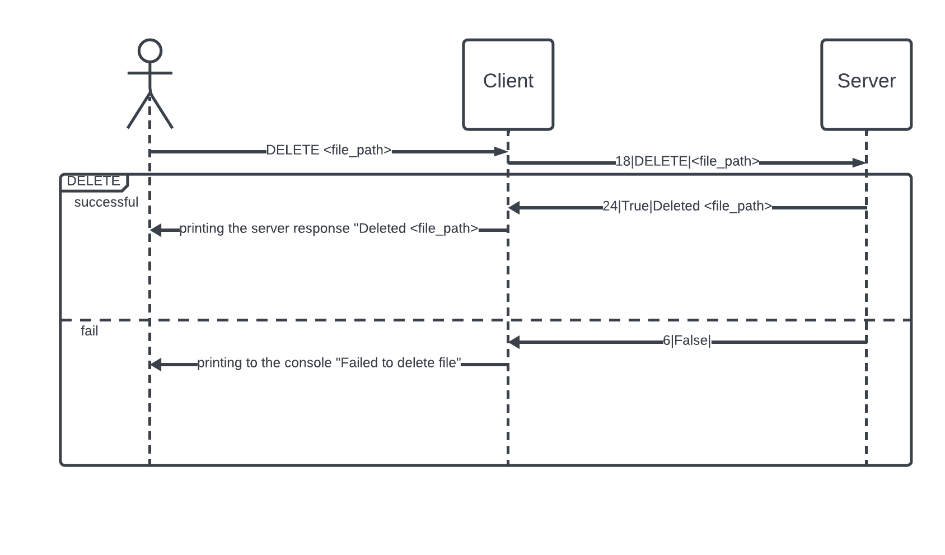 Client
Server
DELETE <file_path>
18|DELETE|<file_path>
DELETE
successful
24|True|Deleted <file_path>
printing the server response "Deleted <file_path>
fail
6|False|
printing to the console "Failed to delete file"